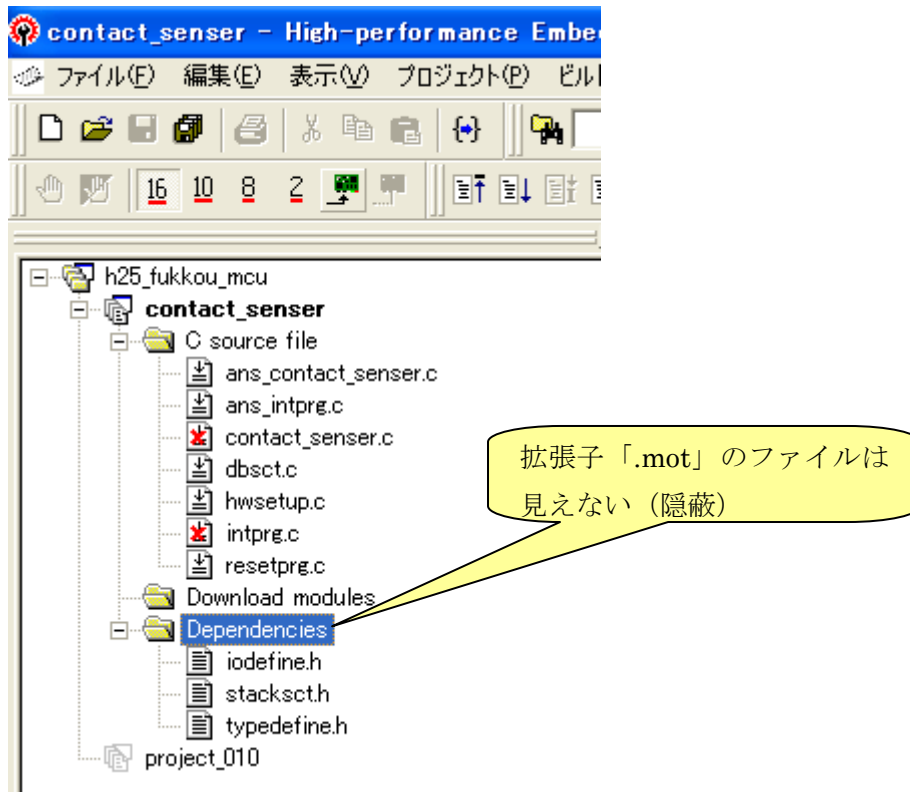 contact_senser - High-performance Embe
ファイル(F) 編集(E) 表示(V) プロジェクト(P) ビル
16 10 8 2
h25_fukkou_mcu
contact_senser
C source file
ans_contact_senser.c
ans_intprg.c
contact_senser.c
dbsct.c
hwsetup.c
intprg.c
resetprg.c
Download modules
Dependencies
iodefine.h
stacksct.h
typedefine.h
project_010
拡張子「.mot」のファイルは
見えない（隠蔽）